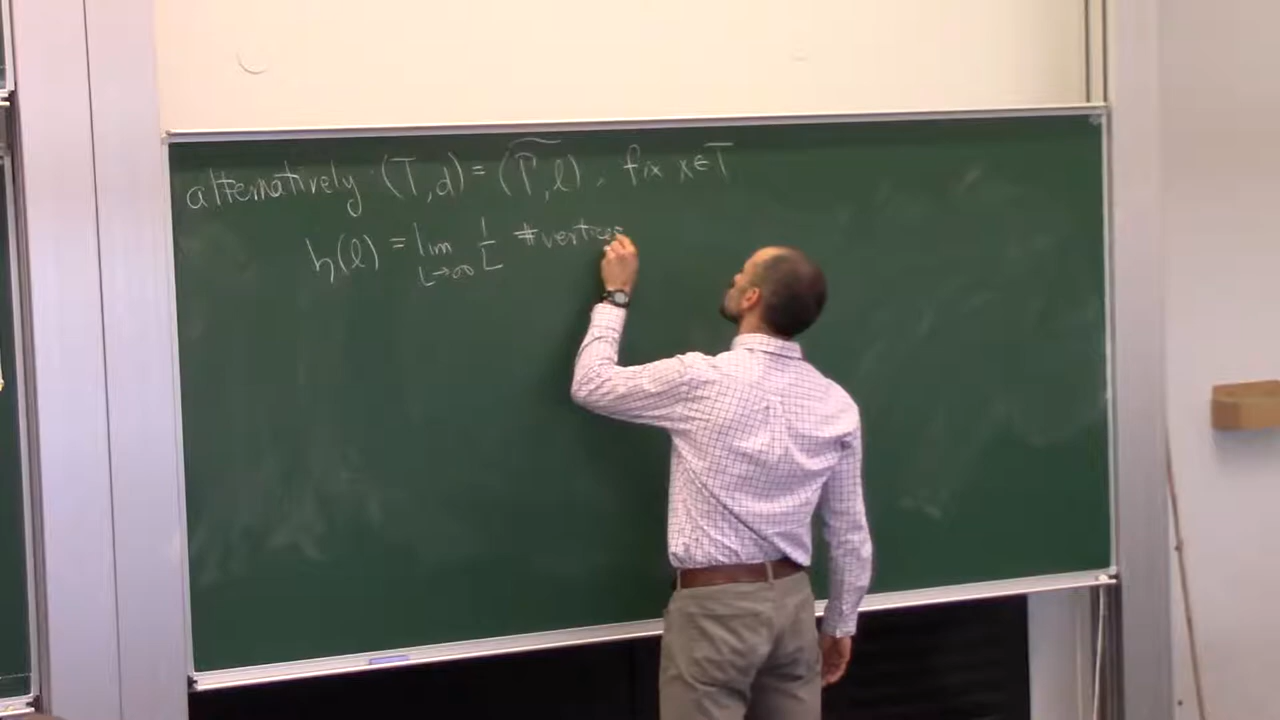 alternatively (T,d) = (Γ̃,ℓ), fix x∈T
h(ℓ) = lim L→∞ 1/L #vertices